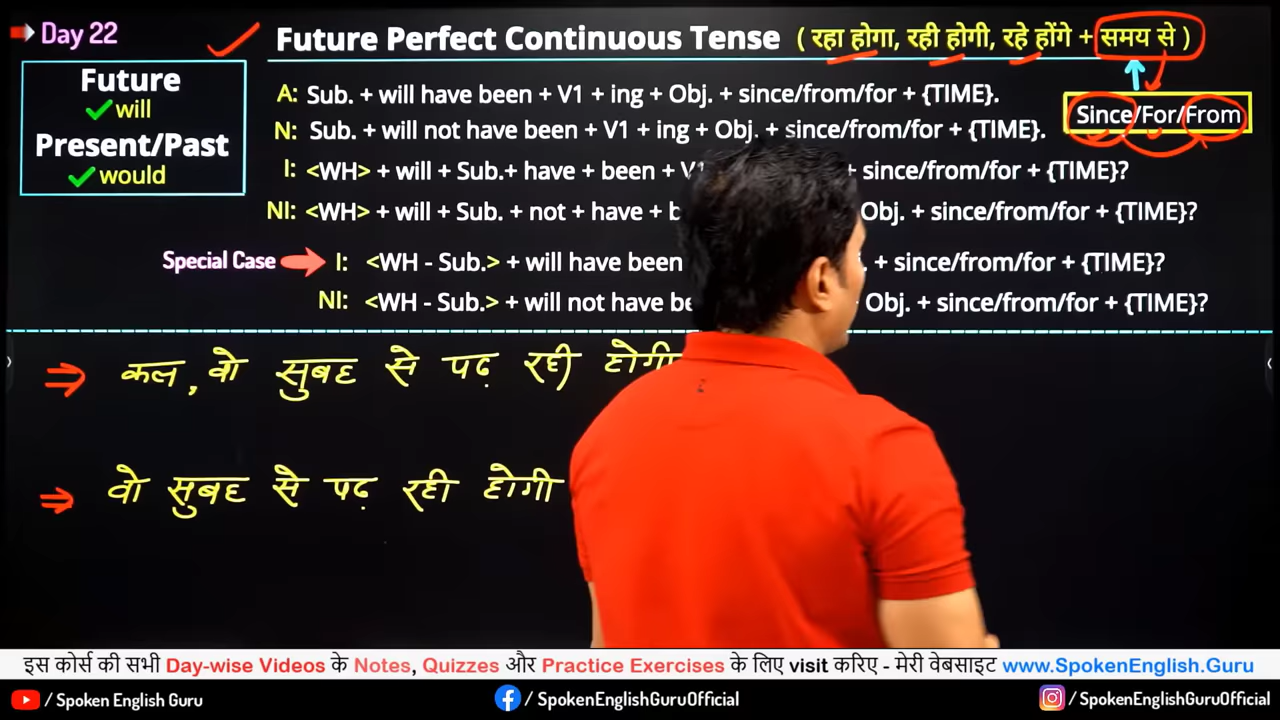 Day 22
Future Perfect Continuous Tense ( रहा होगा, रही होगी, रहे होंगे + समय से )
Future
will
Present/Past
would
Since/For/From
A: Sub. + will have been + V1 + ing + Obj. + since/from/for + {TIME}.
N: Sub. + will not have been + V1 + ing + Obj. + since/from/for + {TIME}.
I: <WH> + will + Sub.+ have + been + + since/from/for + {TIME}?
NI: <WH> + will + Sub. + not + have + Obj. + since/from/for + {TIME}?
Special Case I: <WH - Sub.> + will have been . + since/from/for + {TIME}?
NI: <WH - Sub.> + will not have Obj. + since/from/for + {TIME}?
⇒ कल, वो सुबह से पढ़ रही होगी
⇒ वो सुबह से पढ़ रही होगी
इस कोर्स की सभी Day-wise Videos के Notes, Quizzes और Practice Exercises के लिए visit करिए - मेरी वेबसाइट www.SpokenEnglish.Guru
/ Spoken English Guru / SpokenEnglishGuruOfficial / SpokenEnglishGuruOfficial